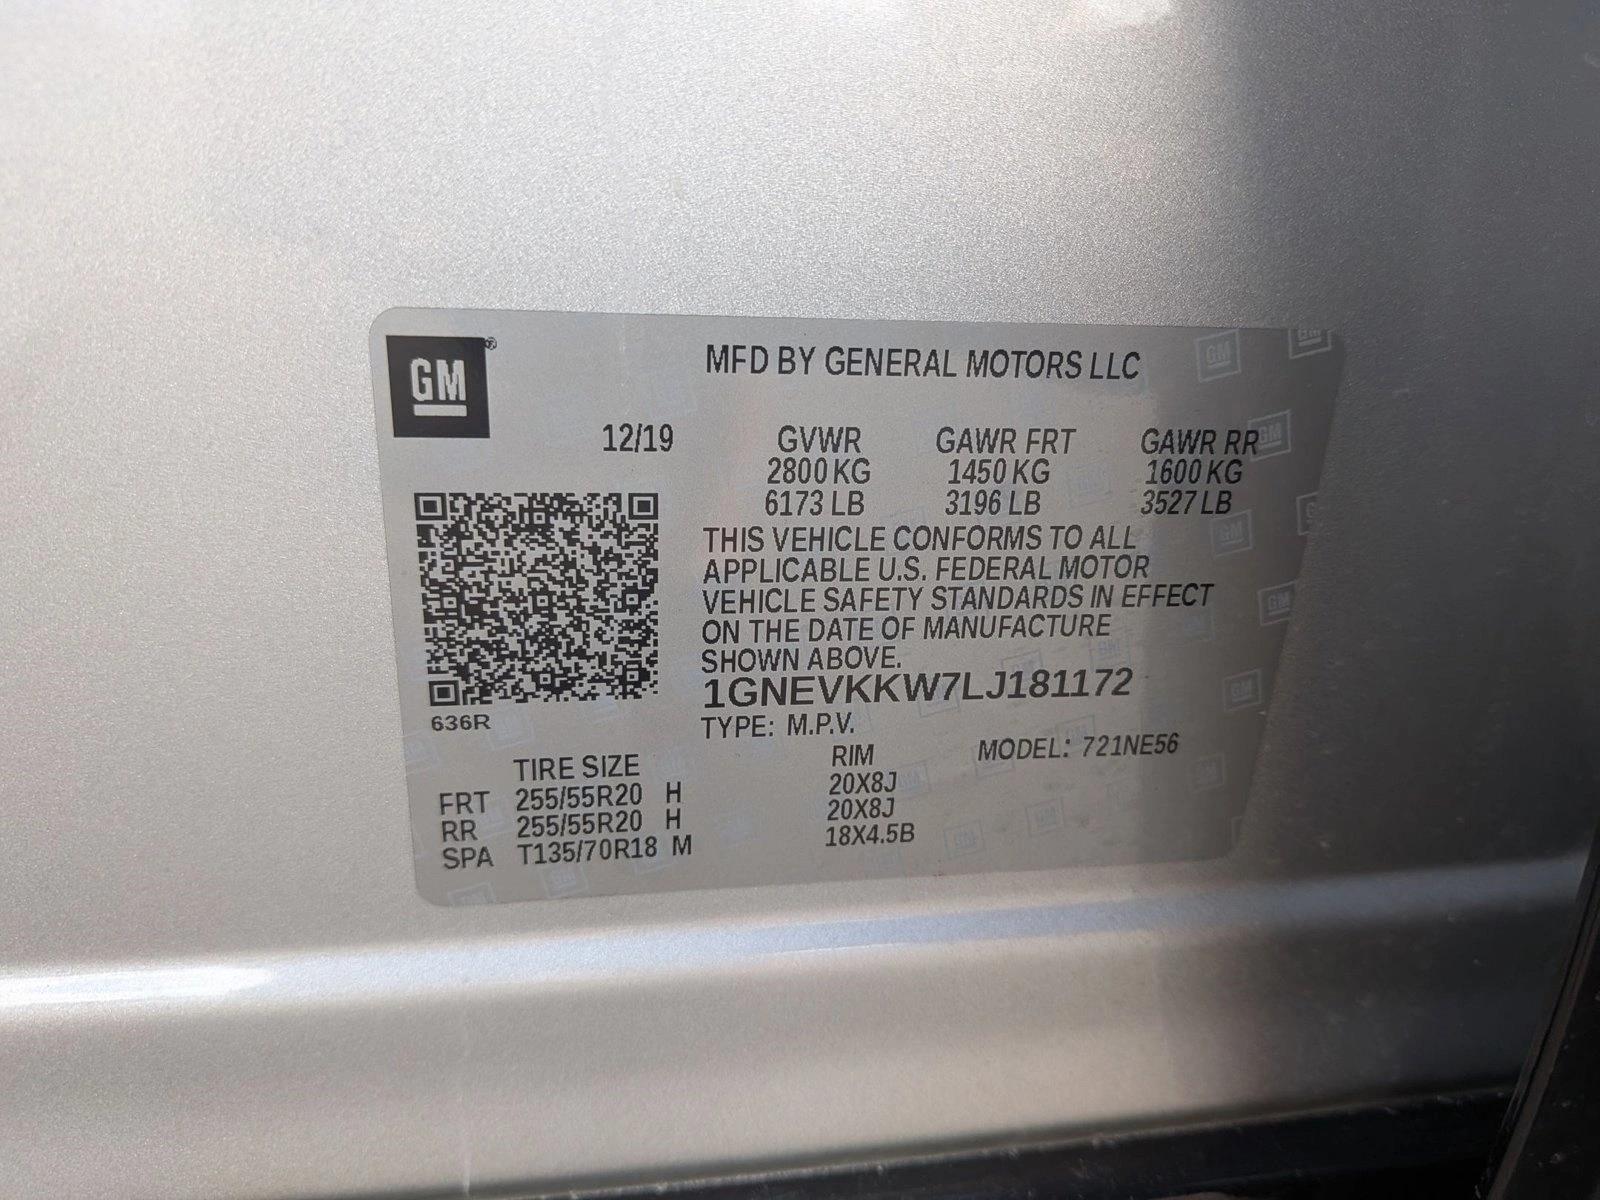 GM
MFD BY GENERAL MOTORS LLC
12/19 GVWR GAWR FRT GAWR RR
2800 KG 1450 KG 1600 KG
6173 LB 3196 LB 3527 LB
THIS VEHICLE CONFORMS TO ALL
APPLICABLE U.S. FEDERAL MOTOR
VEHICLE SAFETY STANDARDS IN EFFECT
ON THE DATE OF MANUFACTURE
SHOWN ABOVE.
1GNEVKKW7LJ181172
636R
TYPE: M.P.V.
TIRE SIZE RIM MODEL: 721NE56
FRT 255/55R20 H 20X8J
RR 255/55R20 H 20X8J
SPA T135/70R18 M 18X4.5B